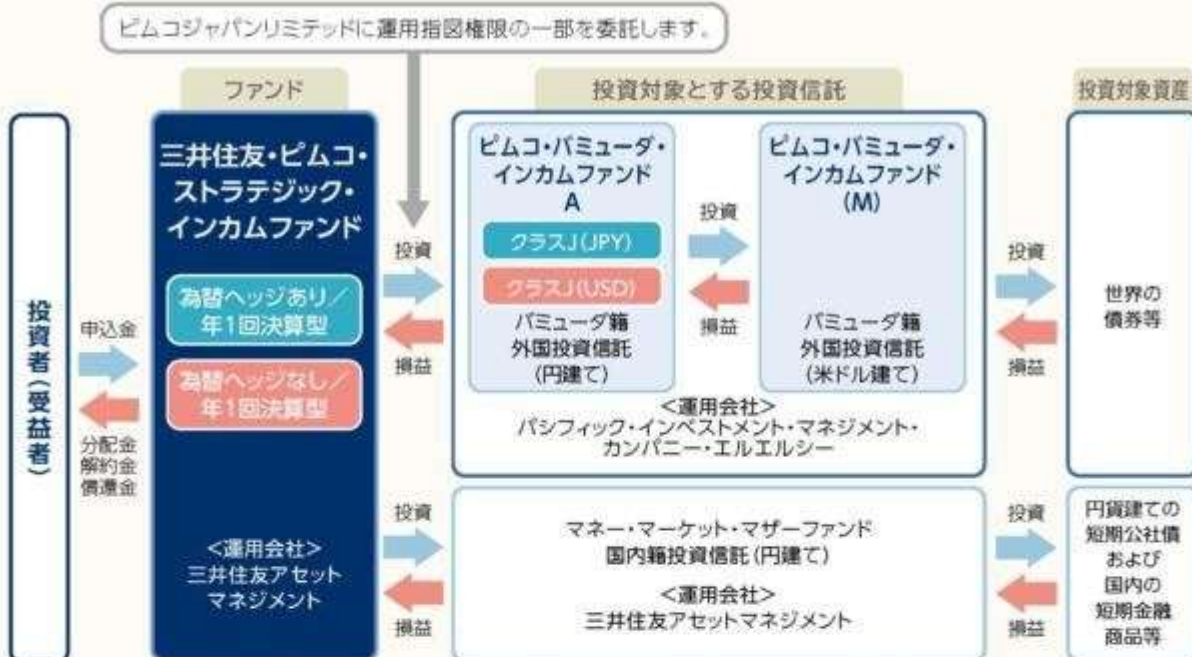 ピムコジャパンリミテッドに運用指図権限の一部を委託します。
ファンド
投資対象とする投資信託
投資対象資産
投資者(受益者)
申込金
分配金
解約金
償還金
三井住友・ピムコ・
ストラテジック・
インカムファンド
為替ヘッジあり/
年1回決算型
為替ヘッジなし/
年1回決算型
<運用会社>
三井住友アセット
マネジメント
投資
損益
ピムコ・バミューダ・
インカムファンド
A
クラスJ(JPY)
クラスJ(USD)
バミューダ籍
外国投資信託
(円建て)
投資
損益
ピムコ・バミューダ・
インカムファンド
(M)
バミューダ籍
外国投資信託
(米ドル建て)
<運用会社>
パシフィック・インベストメント・マネジメント・
カンパニー・エルエルシー
投資
損益
世界の
債券等
投資
損益
マネー・マーケット・マザーファンド
国内籍投資信託(円建て)
<運用会社>
三井住友アセットマネジメント
投資
損益
円貨建ての
短期公社債
および
国内の
短期金融
商品等